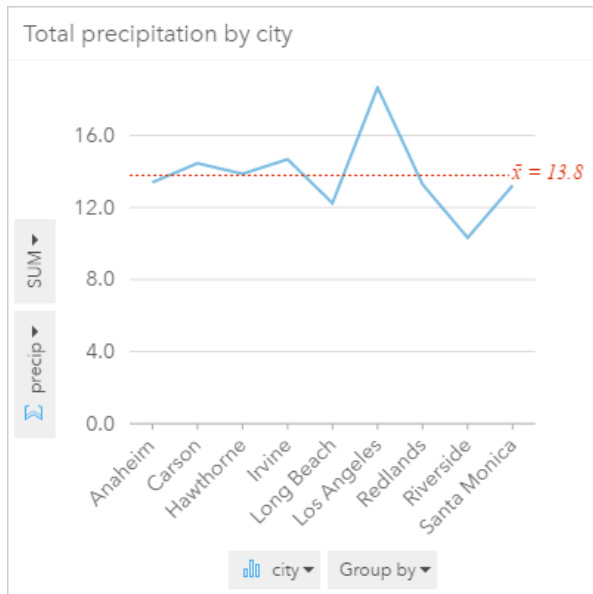 Total precipitation by city
16.0
x̄ = 13.8
12.0
SUM
8.0
precip
4.0
0.0
Anaheim
Carson
Hawthorne
Irvine
Long Beach
Los Angeles
Redlands
Riverside
Santa Monica
city
Group by